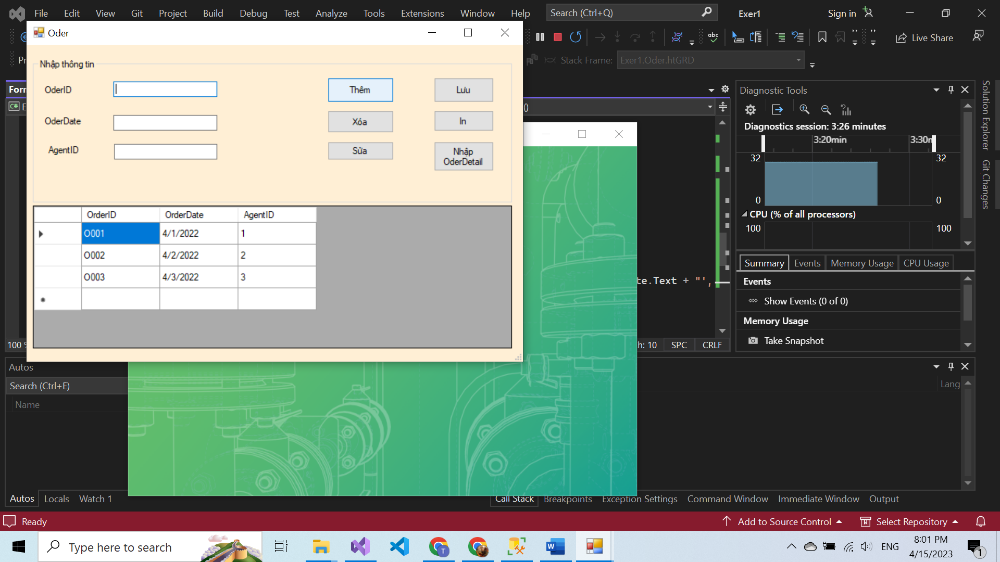 File Edit View Git Project Build Debug Test Analyze Tools Extensions Window Help Search (Ctrl+Q) Exer1 Sign in
Oder
Live Share
Pr
Stack Frame: Exer1.Oder.htGRD
Nhập thông tin
OderID Thêm Lưu
OderDate Xóa In
AgentID Sửa Nhập
OderDetail
OrderID OrderDate AgentID
O001 4/1/2022 1
O002 4/2/2022 2
O003 4/3/2022 3
*
Form
C# E
()
te.Text + "',
100 %
h: 10 SPC CRLF
Diagnostic Tools
Diagnostics session: 3:26 minutes
3:20min 3:30m
32 32
0 0
CPU (% of all processors)
100 100
Summary Events Memory Usage CPU Usage
Events
Show Events (0 of 0)
Memory Usage
Take Snapshot
Solution Explorer
Git Changes
Autos
Search (Ctrl+E)
Name
Lang
Autos Locals Watch 1
Call Stack Breakpoints Exception Settings Command Window Immediate Window Output
Ready
Add to Source Control Select Repository
Type here to search
T
W
ENG
8:01 PM
4/15/2023
1
abc